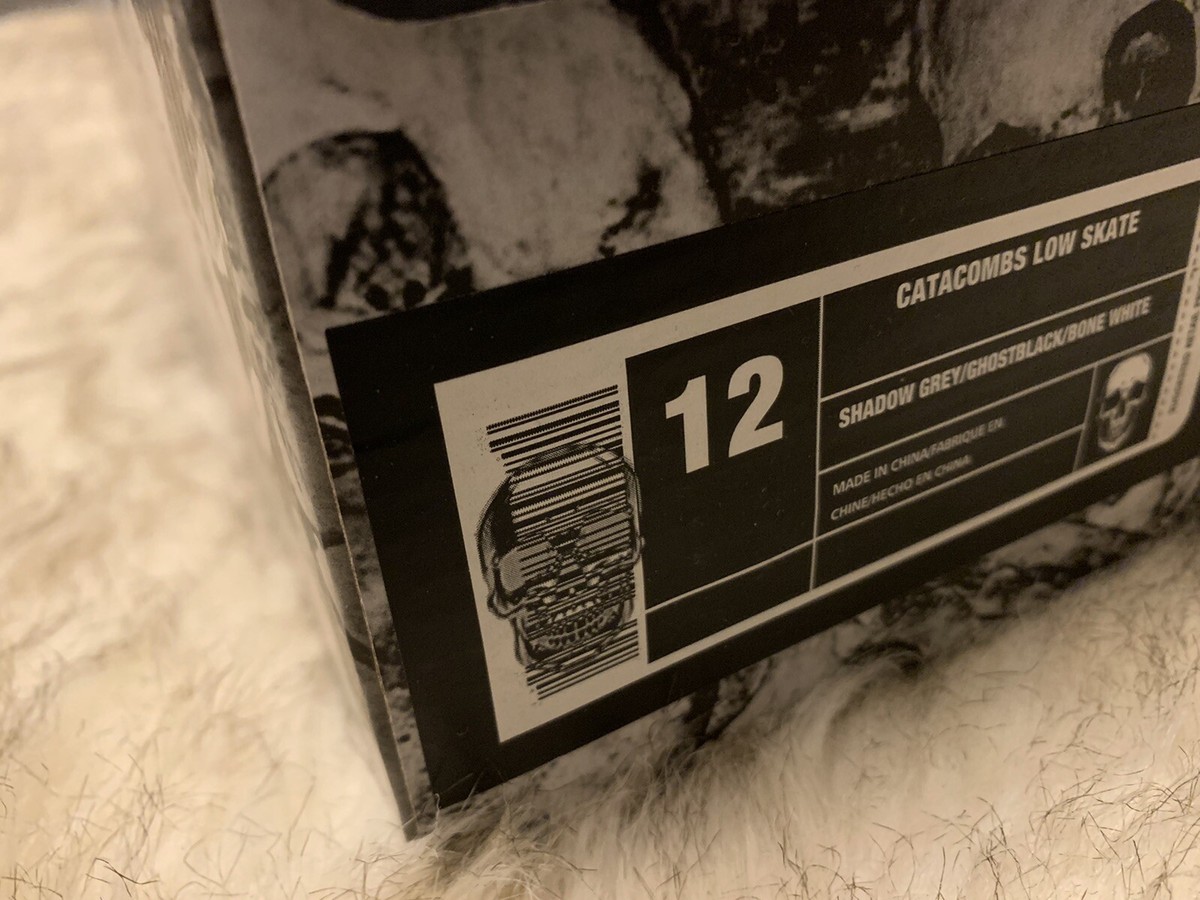 12
CATACOMBS LOW SKATE
SHADOW GREY/GHOSTBLACK/BONE WHITE
MADE IN CHINA/FABRIQUE EN
CHINE/HECHO EN CHINA